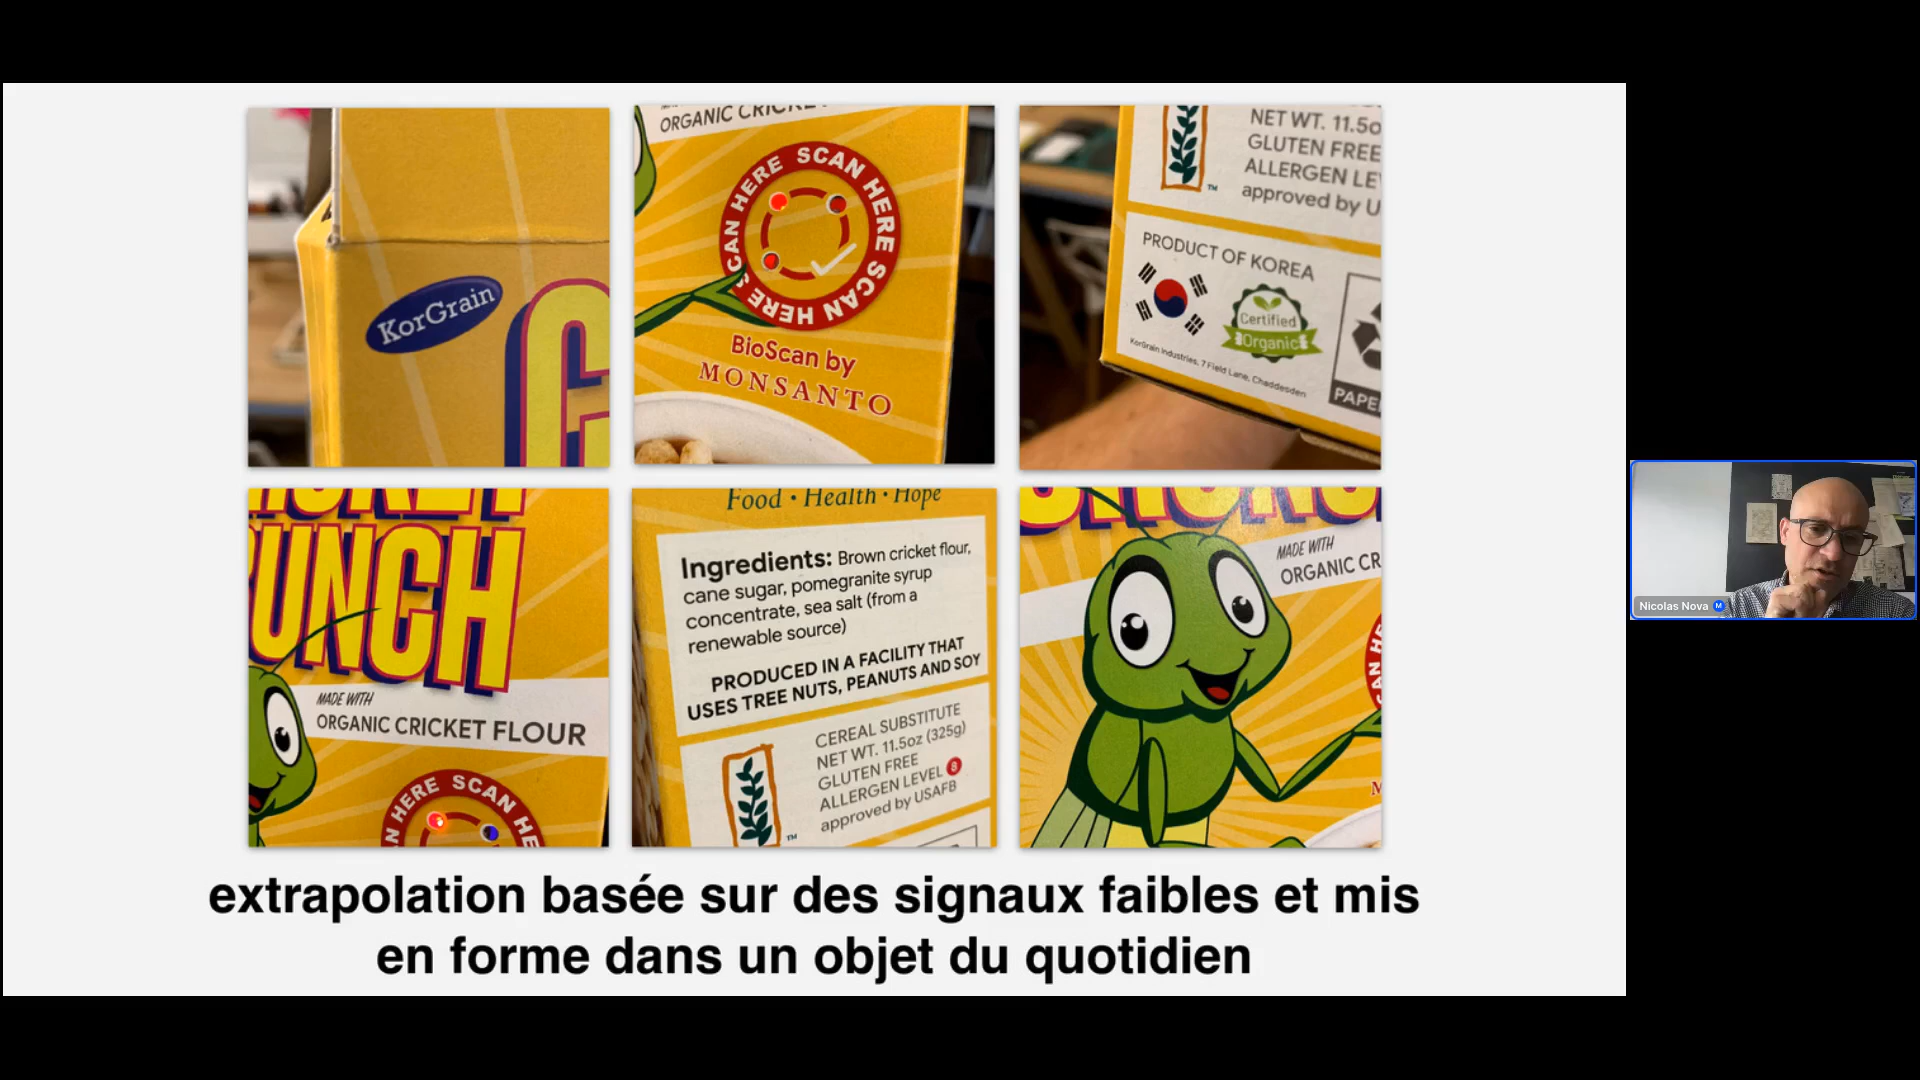 KorGrain
C
ORGANIC CRICKET
SCAN HERE SCAN HERE SCAN HERE SCAN HERE
BioScan by
MONSANTO
NET WT. 11.5o
GLUTEN FREE
ALLERGEN LE
approved by U
TM
PRODUCT OF KOREA
Certified
Organic
KorGrain Industries, 7 Field Lane, Chaddesden
PAPE
UNCH
MADE WITH
ORGANIC CRICKET FLOUR
N HERE SCAN HE
Food • Health • Hope
Ingredients: Brown cricket flour,
cane sugar, pomegranite syrup
concentrate, sea salt (from a
renewable source)
PRODUCED IN A FACILITY THAT
USES TREE NUTS, PEANUTS AND SOY
CEREAL SUBSTITUTE
NET WT. 11.5oz (325g)
GLUTEN FREE
ALLERGEN LEVEL 8
approved by USAFB
TM
MADE WITH
ORGANIC CR
CAN HE
M
extrapolation basée sur des signaux faibles et mis
en forme dans un objet du quotidien
Nicolas Nova M